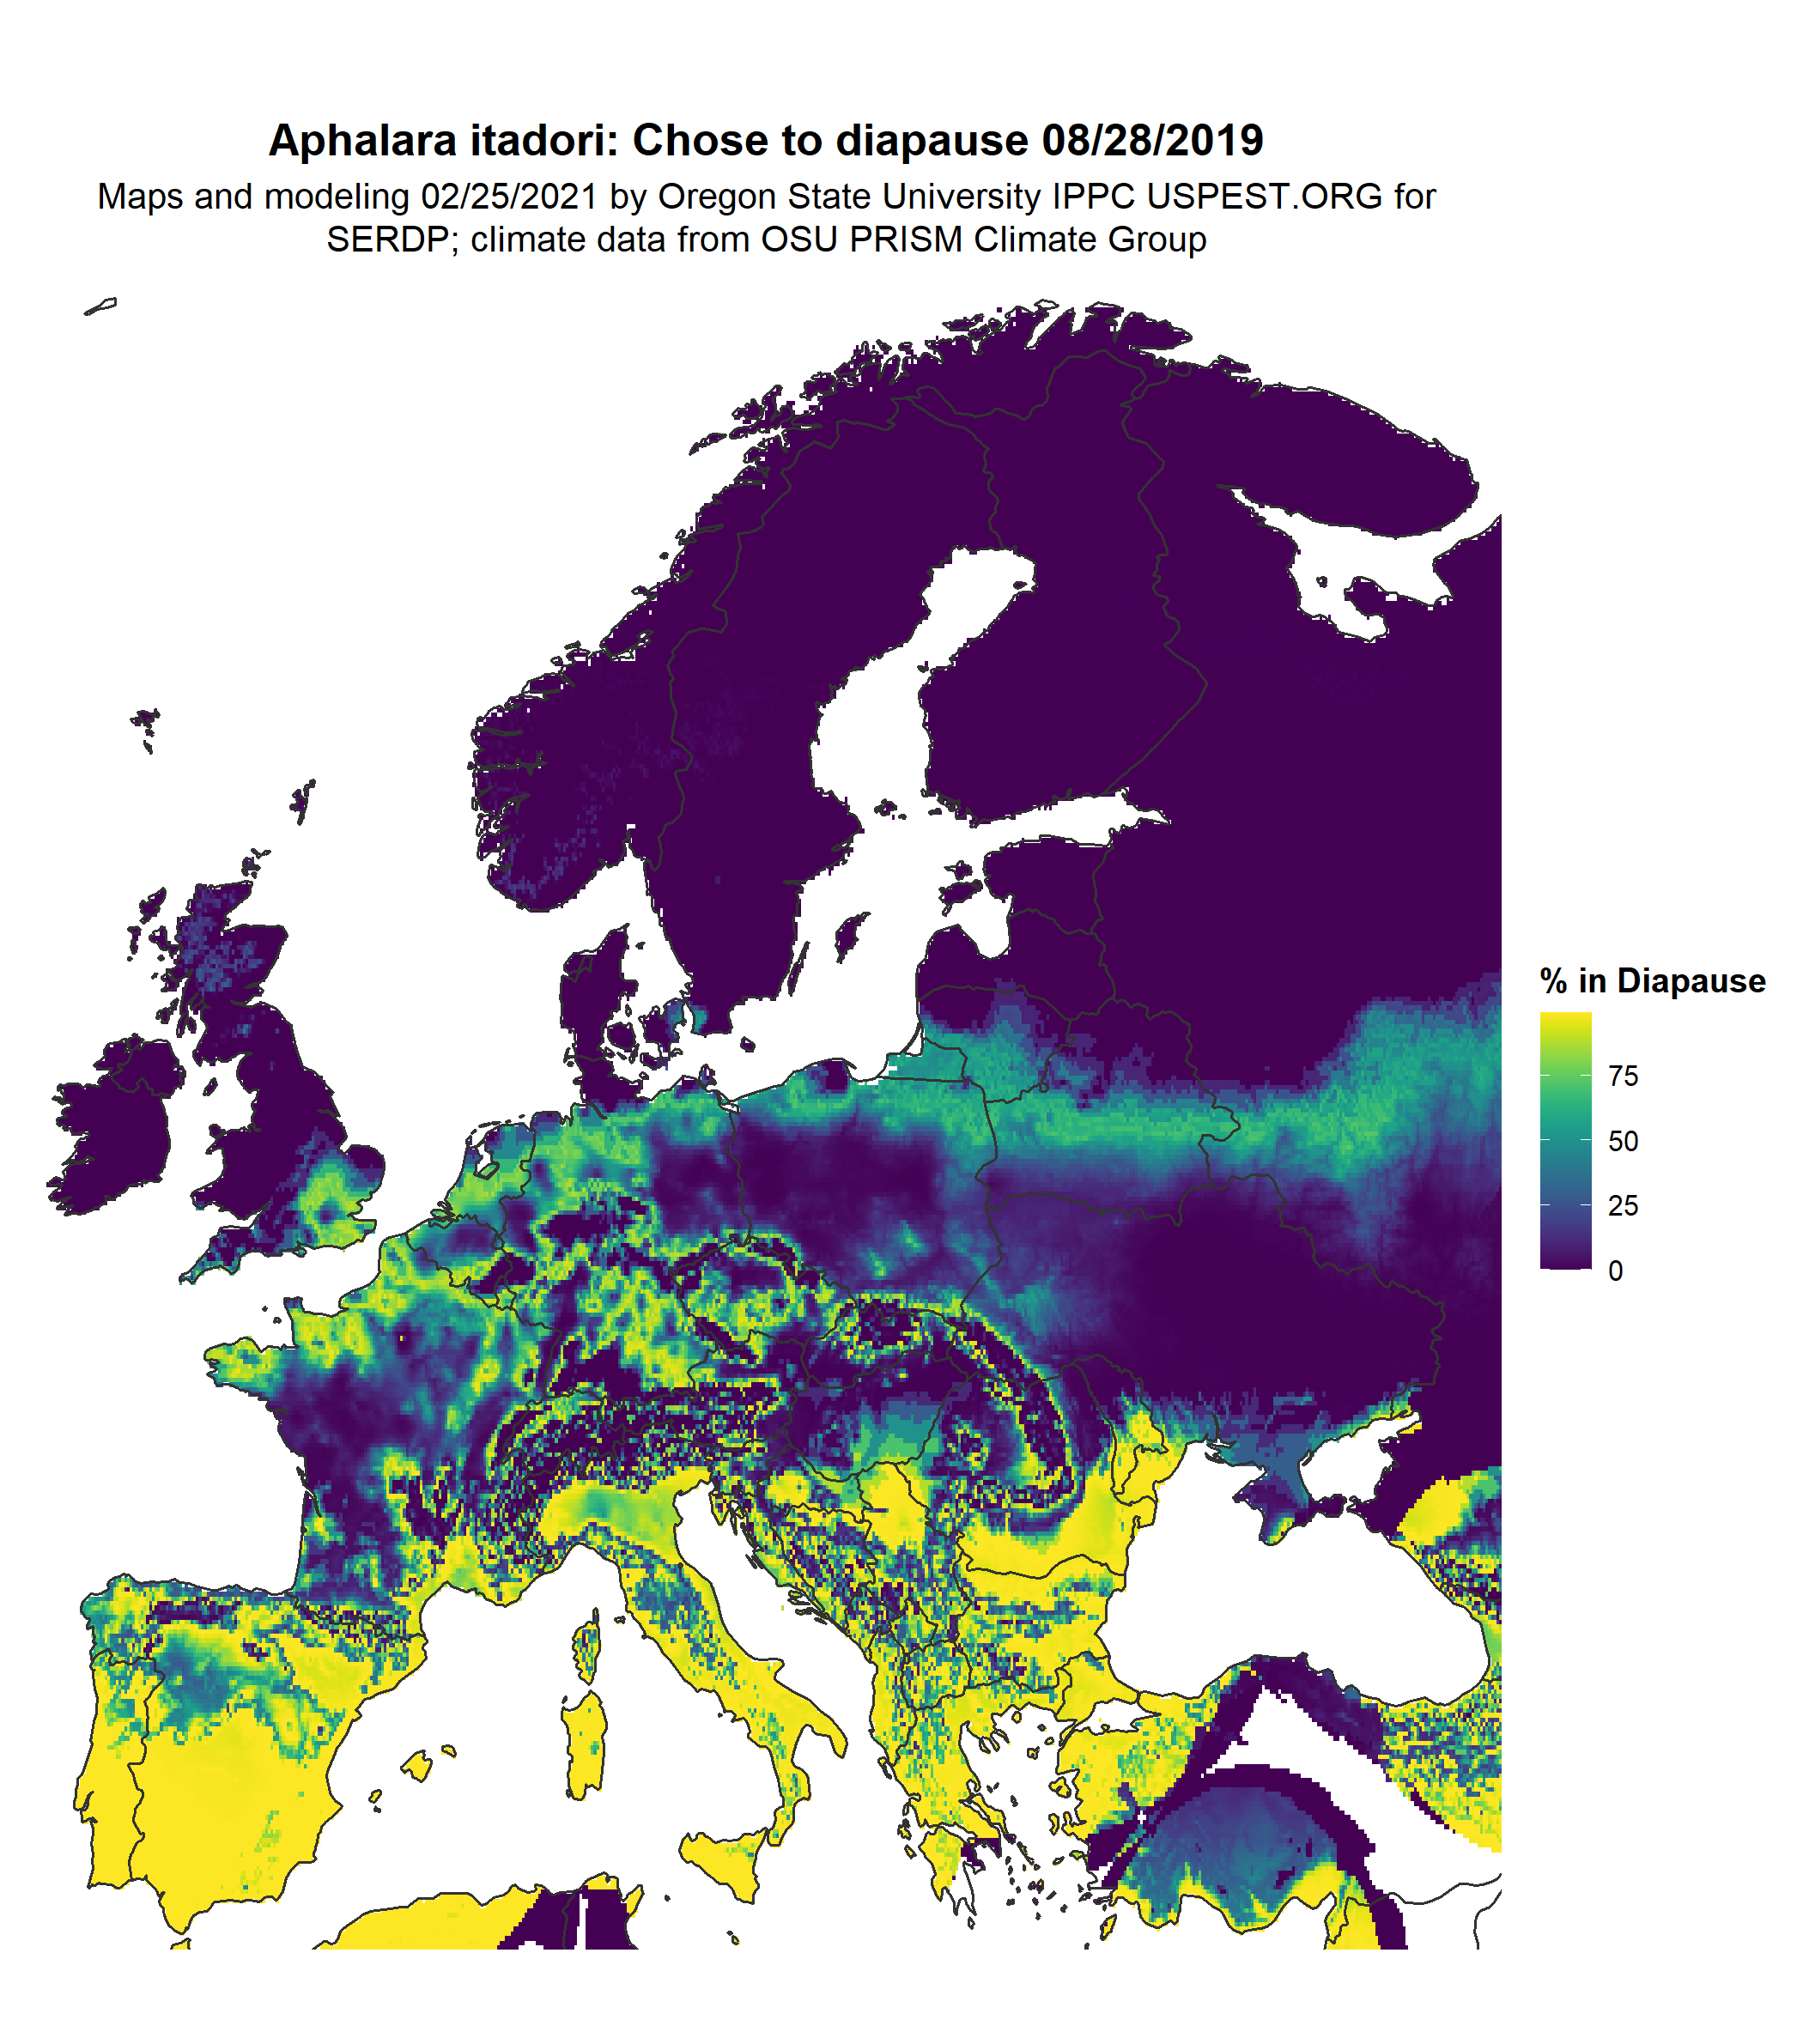 Aphalara itadori: Chose to diapause 08/28/2019
Maps and modeling 02/25/2021 by Oregon State University IPPC USPEST.ORG for
SERDP; climate data from OSU PRISM Climate Group
% in Diapause
75
50
25
0